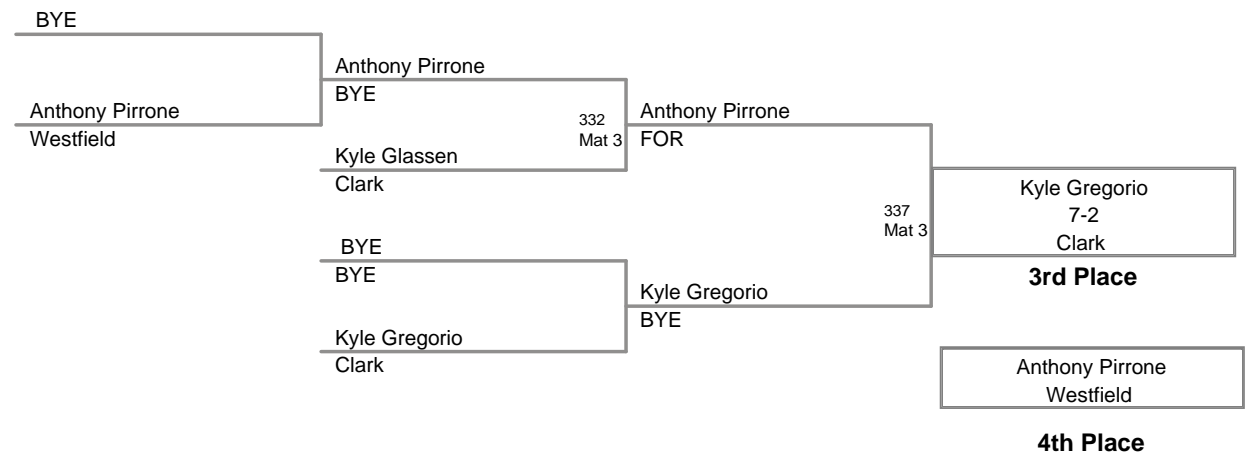 BYE
Anthony Pirrone
BYE
Anthony Pirrone
Westfield
332
Mat 3
Anthony Pirrone
FOR
Kyle Glassen
Clark
337
Mat 3
Kyle Gregorio
7-2
Clark
3rd Place
BYE
BYE
Kyle Gregorio
BYE
Kyle Gregorio
Clark
Anthony Pirrone
Westfield
4th Place